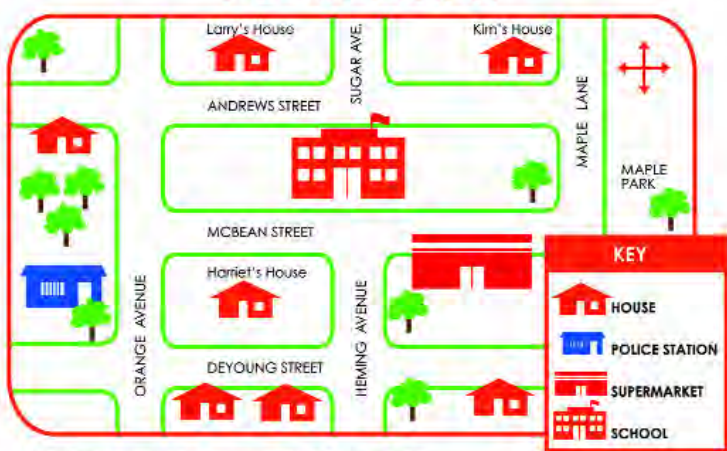 Larry's House
Kim's House
SUGAR AVE.
ANDREWS STREET
MAPLE LANE
MAPLE
PARK
MCBEAN STREET
Harriet's House
ORANGE AVENUE
HEMING AVENUE
DEYOUNG STREET
KEY
HOUSE
POLICE STATION
SUPERMARKET
SCHOOL